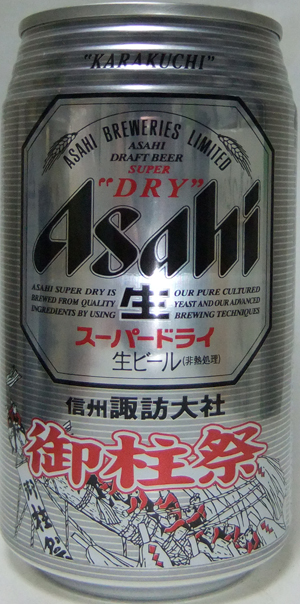 "KARAKUCHI"
ASAHI BREWERIES LIMITED
ASAHI
DRAFT BEER
SUPER
"DRY"
Asahi
ASAHI SUPER DRY IS
BREWED FROM QUALITY
INGREDIENTS BY USING
生
OUR PURE CULTURED
YEAST AND OUR ADVANCED
BREWING TECHNIQUES
スーパードライ
生ビール(非熱処理)
信州 諏訪大社
御柱祭